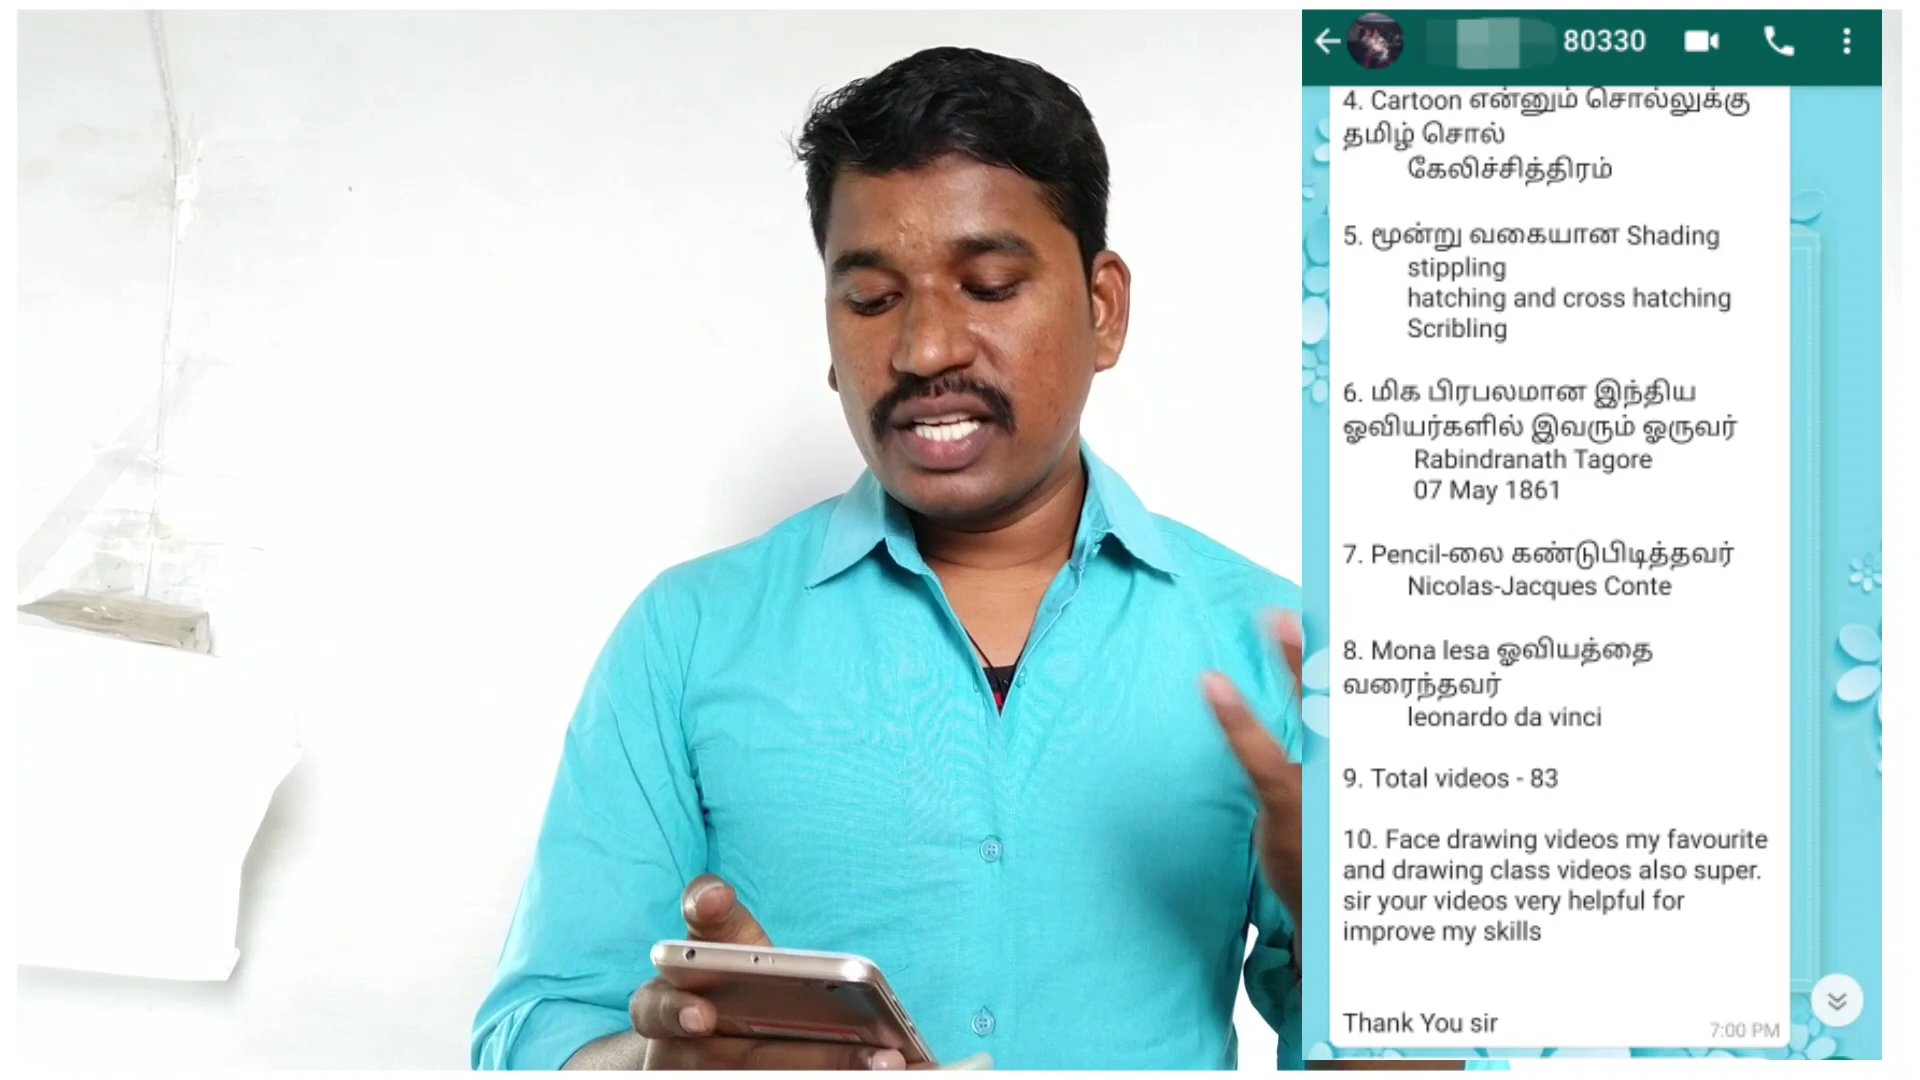 80330
4. Cartoon என்னும் சொல்லுக்கு
தமிழ் சொல்
கேலிச்சித்திரம்
5. மூன்று வகையான Shading
stippling
hatching and cross hatching
Scribling
6. மிக பிரபலமான இந்திய
ஓவியர்களில் இவரும் ஓருவர்
Rabindranath Tagore
07 May 1861
7. Pencil-லை கண்டுபிடித்தவர்
Nicolas-Jacques Conte
8. Mona lesa ஓவியத்தை
வரைந்தவர்
leonardo da vinci
9. Total videos - 83
10. Face drawing videos my favourite
and drawing class videos also super.
sir your videos very helpful for
improve my skills
Thank You sir
7:00 PM